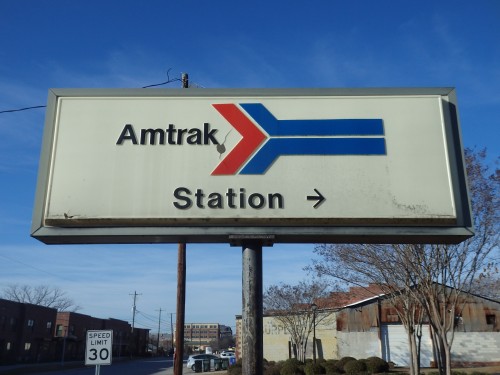 Amtrak
Station →
SPEED
LIMIT
30